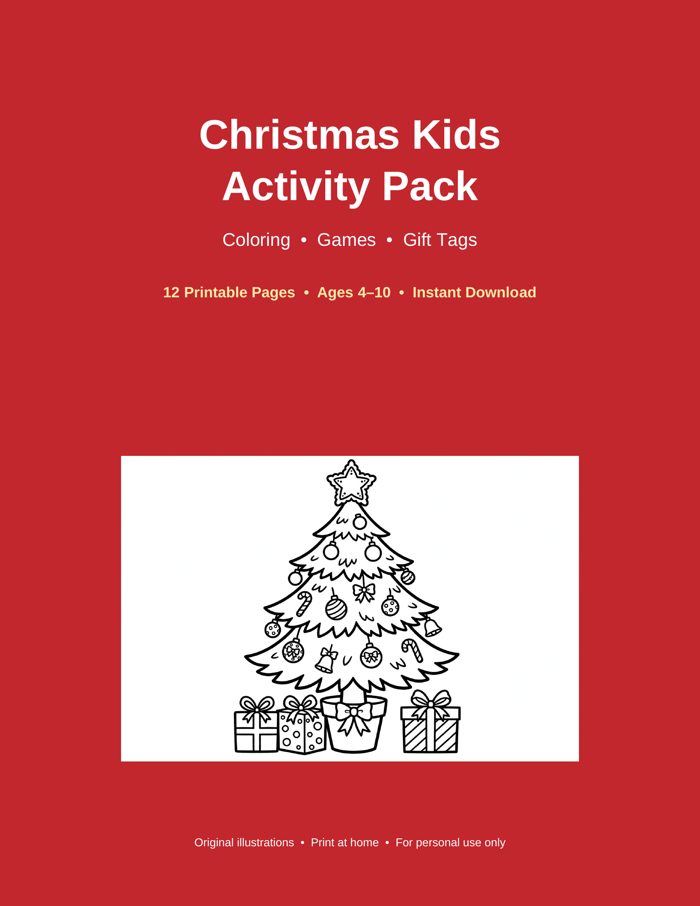 Christmas Kids
Activity Pack
Coloring • Games • Gift Tags
12 Printable Pages • Ages 4–10 • Instant Download
Original illustrations • Print at home • For personal use only